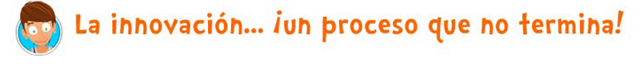 La innovación... ¡un proceso que no termina!